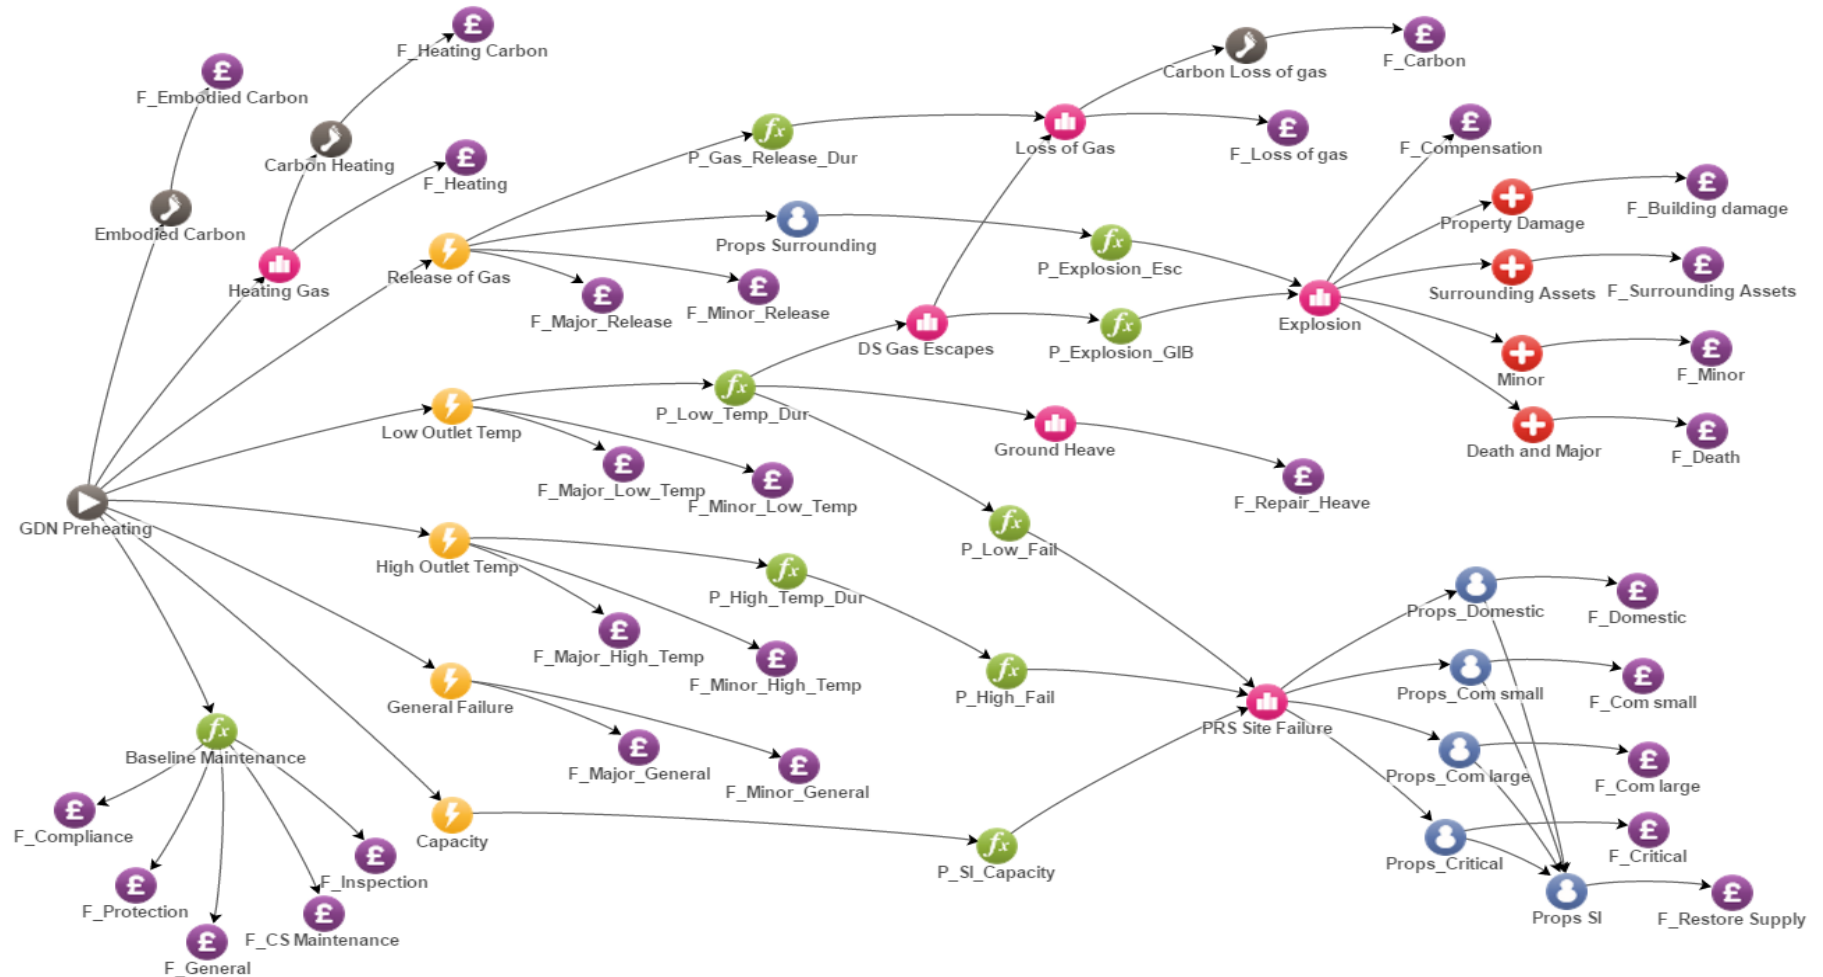 F_Heating Carbon
Carbon Loss of gas
F_Carbon
F_Embodied Carbon
Carbon Heating
F_Heating
P_Gas_Release_Dur
Loss of Gas
F_Loss of gas
F_Compensation
Property Damage
F_Building damage
Embodied Carbon
Heating Gas
Release of Gas
Props Surrounding
P_Explosion_Esc
F_Major_Release
F_Minor_Release
Surrounding Assets
F_Surrounding Assets
DS Gas Escapes
P_Explosion_GIB
Explosion
Minor
F_Minor
Low Outlet Temp
P_Low_Temp_Dur
Ground Heave
Death and Major
F_Death
F_Major_Low_Temp
F_Minor_Low_Temp
F_Repair_Heave
GDN Preheating
High Outlet Temp
P_Low_Fail
P_High_Temp_Dur
Props_Domestic
F_Domestic
F_Major_High_Temp
F_Minor_High_Temp
P_High_Fail
Props_Com small
F_Com small
General Failure
PRS Site Failure
Baseline Maintenance
F_Major_General
F_Minor_General
Props_Com large
F_Com large
F_Compliance
Capacity
P_SI_Capacity
Props_Critical
F_Critical
F_Inspection
F_Protection
F_CS Maintenance
F_General
Props SI
F_Restore Supply